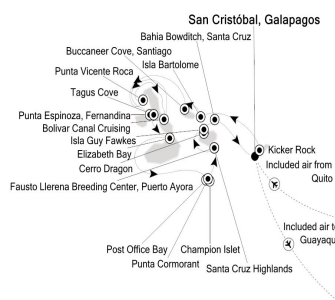 San Cristóbal, Galapagos
Bahia Bowditch, Santa Cruz
Buccaneer Cove, Santiago
Isla Bartolome
Punta Vicente Roca
Tagus Cove
Punta Espinoza, Fernandina
Bolivar Canal Cruising
Isla Guy Fawkes
Elizabeth Bay
Cerro Dragon
Fausto Llerena Breeding Center, Puerto Ayora
Kicker Rock
Included air from
Quito
Included air to
Guayaqu
Post Office Bay
Champion Islet
Punta Cormorant
Santa Cruz Highlands